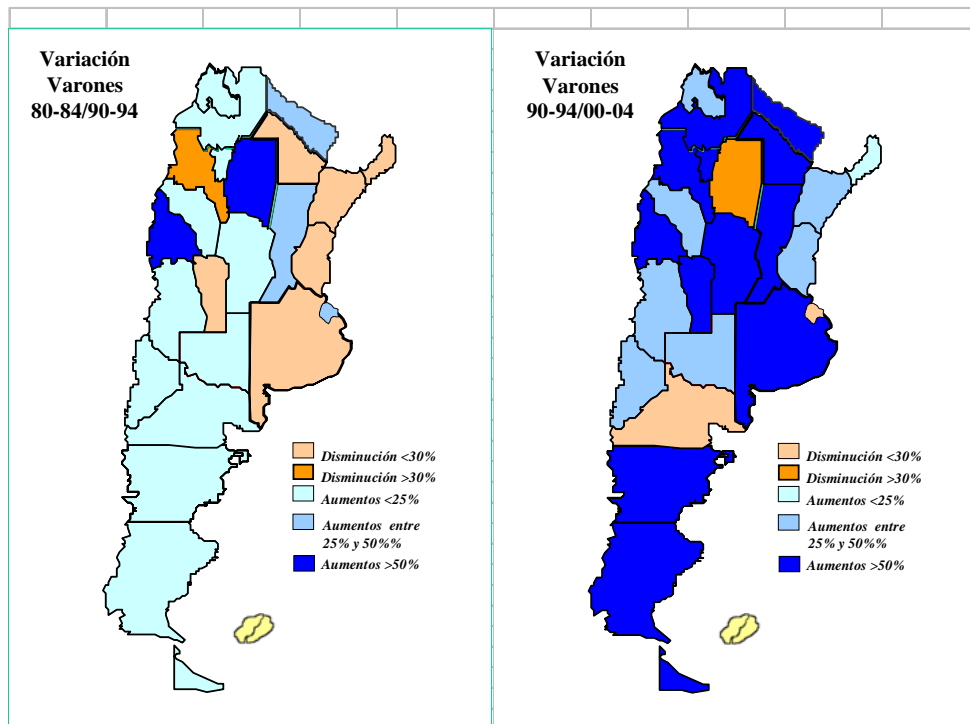 Variación
Varones
80-84/90-94
Disminución <30%
Disminución >30%
Aumentos <25%
Aumentos entre
25% y 50%%
Aumentos >50%
Variación
Varones
90-94/00-04
Disminución <30%
Disminución >30%
Aumentos <25%
Aumentos entre
25% y 50%%
Aumentos >50%